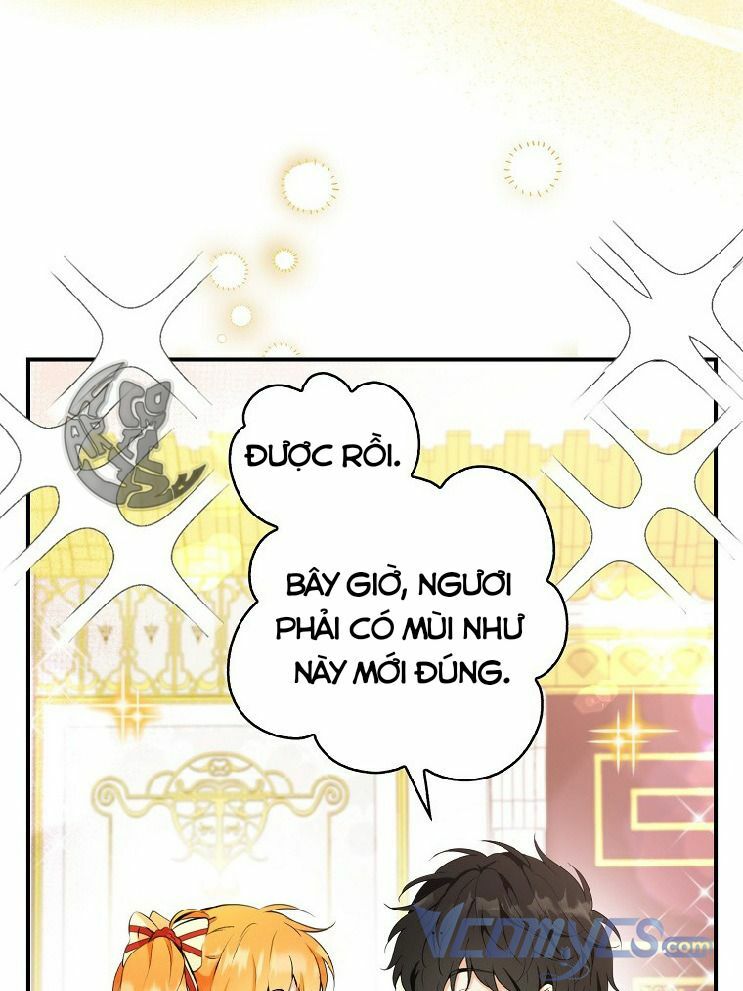 ĐƯỢC RỒI.
BÂY GIỜ, NGƯƠI
PHẢI CÓ MÙI NHƯ
NÀY MỚI ĐÚNG.
VCOMYCS.com